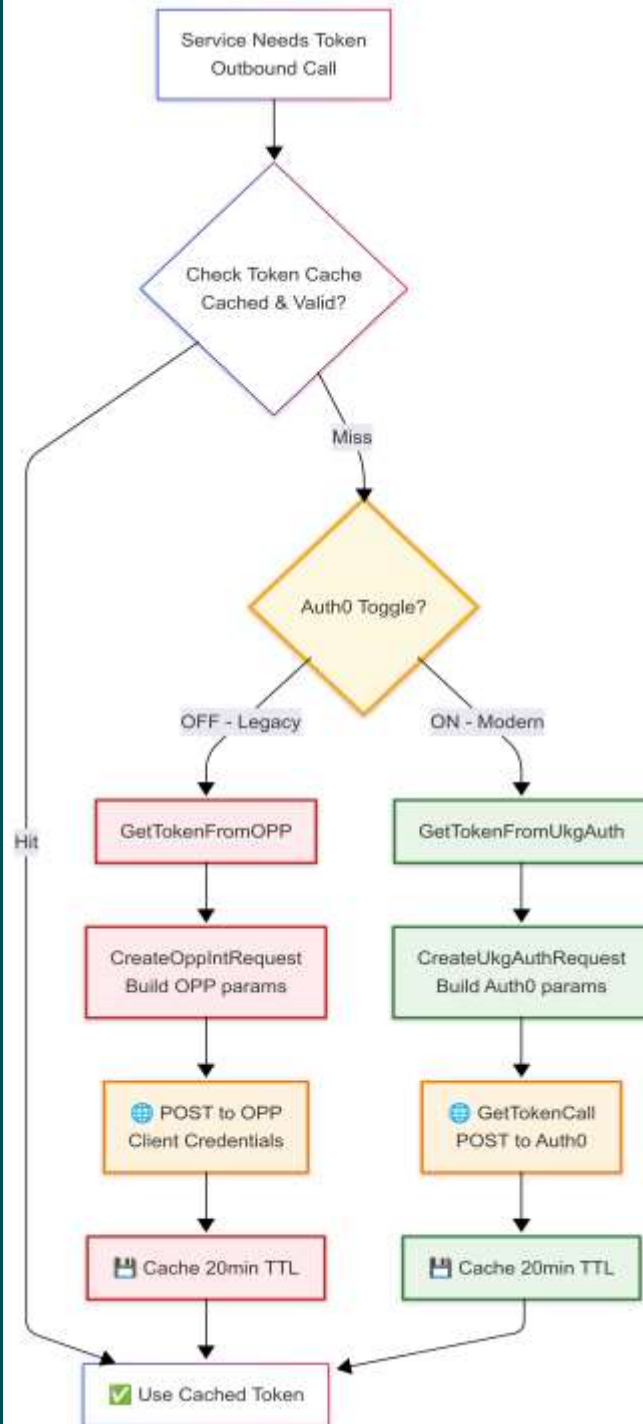 Service Needs Token
Outbound Call
Check Token Cache
Cached & Valid?
Miss
Auth0 Toggle?
OFF - Legacy
ON - Modern
Hit
GetTokenFromOPP
GetTokenFromUkgAuth
CreateOppIntRequest
Build OPP params
CreateUkgAuthRequest
Build Auth0 params
🌐 POST to OPP
Client Credentials
🌐 GetTokenCall
POST to Auth0
💾 Cache 20min TTL
💾 Cache 20min TTL
✅ Use Cached Token